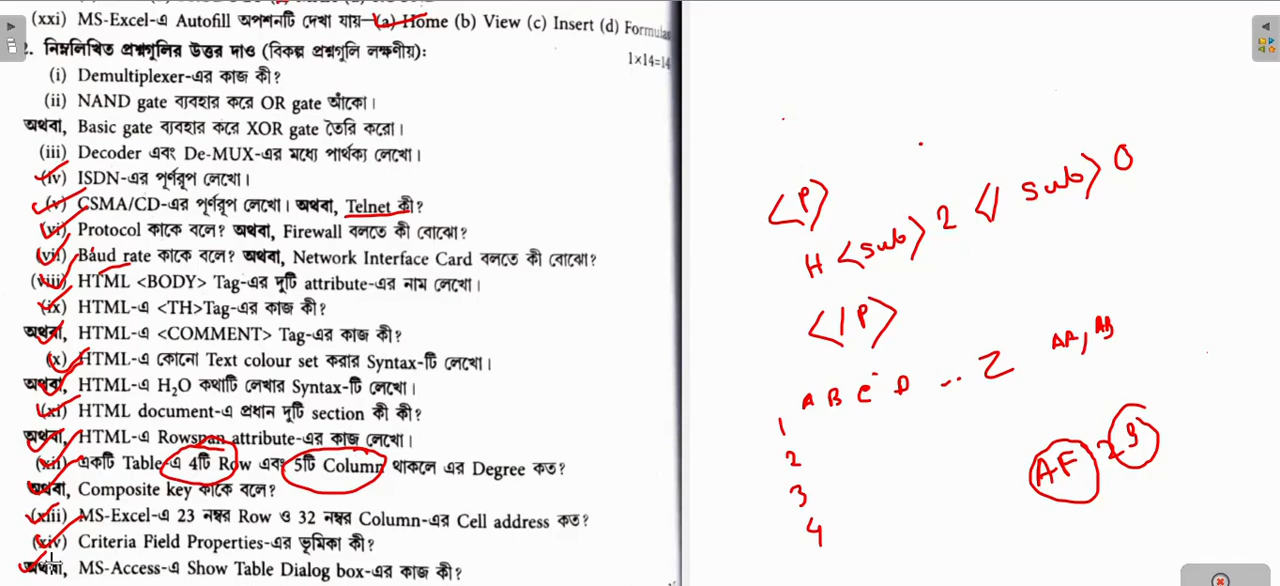 (xxi) MS-Excel-এ Autofill অপশনটি দেখা যায়—(a) Home (b) View (c) Insert (d) Formulas
2. নিম্নলিখিত প্রশ্নগুলির উত্তর দাও (বিকল্প প্রশ্নগুলি লক্ষণীয়): 1×14=14
(i) Demultiplexer-এর কাজ কী?
(ii) NAND gate ব্যবহার করে OR gate আঁকো।
অথবা, Basic gate ব্যবহার করে XOR gate তৈরি করো।
(iii) Decoder এবং De-MUX-এর মধ্যে পার্থক্য লেখো।
(iv) ISDN-এর পূর্ণরূপ লেখো।
(v) CSMA/CD-এর পূর্ণরূপ লেখো। অথবা, Telnet কী?
(vi) Protocol কাকে বলে? অথবা, Firewall বলতে কী বোঝো?
(vii) Baud rate কাকে বলে? অথবা, Network Interface Card বলতে কী বোঝো?
(viii) HTML <BODY> Tag-এর দুটি attribute-এর নাম লেখো।
(ix) HTML-এ <TH>Tag-এর কাজ কী?
অথবা, HTML-এ <COMMENT> Tag-এর কাজ কী?
(x) HTML-এ কোনো Text colour set করার Syntax-টি লেখো।
অথবা, HTML-এ H₂O কথাটি লেখার Syntax-টি লেখো।
(xi) HTML document-এ প্রধান দুটি section কী কী?
অথবা, HTML-এ Rowspan attribute-এর কাজ লেখো।
(xii) একটি Table-এ 4টি Row এবং 5টি Column থাকলে এর Degree কত?
অথবা, Composite key কাকে বলে?
(xiii) MS-Excel-এ 23 নম্বর Row ও 32 নম্বর Column-এর Cell address কত?
(xiv) Criteria Field Properties-এর ভূমিকা কী?
অথবা, MS-Access-এ Show Table Dialog box-এর কাজ কী?
<P>
H <sub> 2 </sub> O
</P>
A B C D ... Z AA, AB
1
2
3
4
AF 23